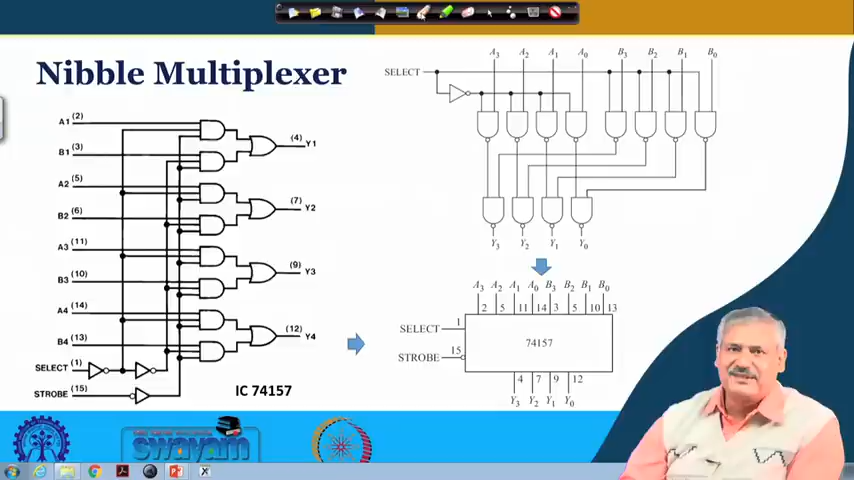 Nibble Multiplexer
A1 (2)
B1 (3)
A2 (5)
B2 (6)
A3 (11)
B3 (10)
A4 (14)
B4 (13)
SELECT (1)
STROBE (15)
(4) Y1
(7) Y2
(9) Y3
(12) Y4
IC 74157
A3 A2 A1 A0 B3 B2 B1 B0
SELECT
Y3 Y2 Y1 Y0
A3 A2 A1 A0 B3 B2 B1 B0
2 5 11 14 3 5 10 13
SELECT 1
74157
STROBE 15
4 7 9 12
Y3 Y2 Y1 Y0
swayam